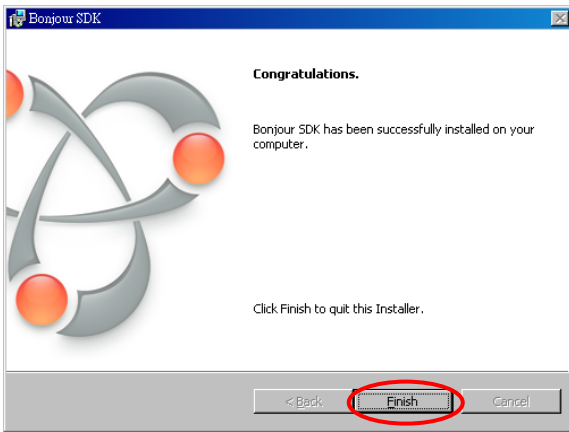 Bonjour SDK
Congratulations.
Bonjour SDK has been successfully installed on your
computer.
Click Finish to quit this Installer.
< Back
Finish
Cancel